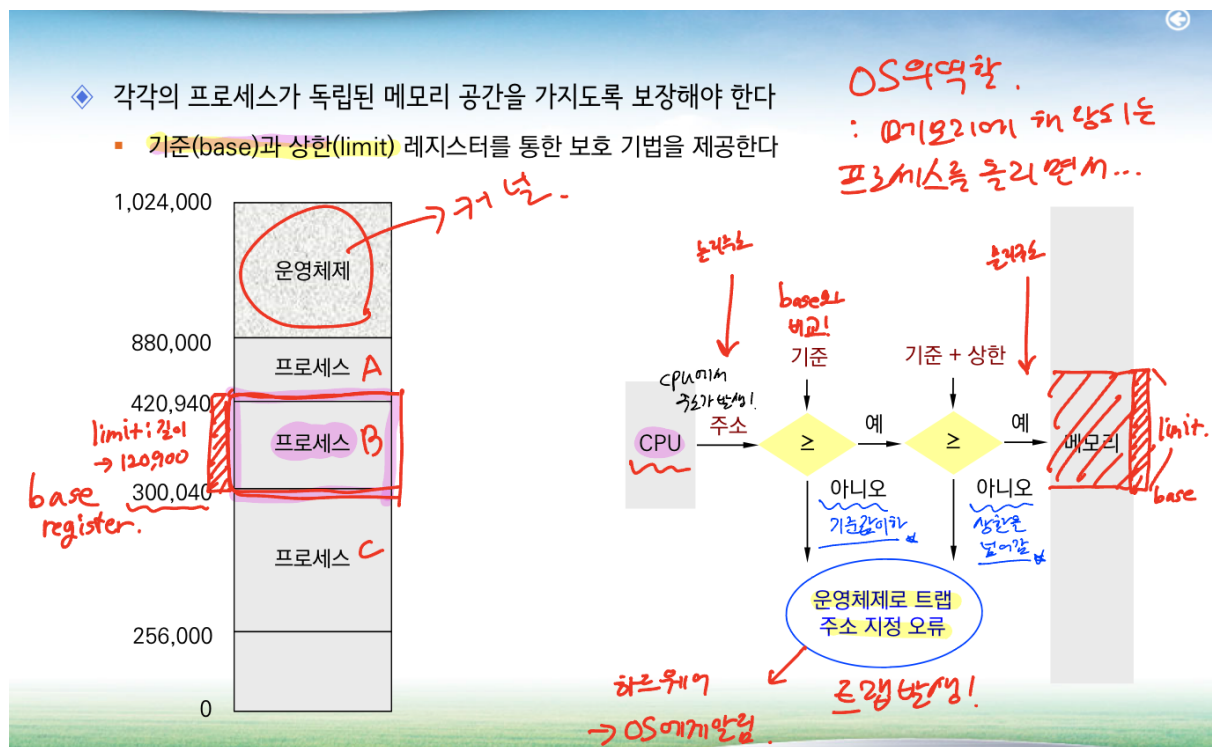 각각의 프로세스가 독립된 메모리 공간을 가지도록 보장해야 한다
기준(base)과 상한(limit) 레지스터를 통한 보호 기법을 제공한다
OS의역할.
: 메모리에 해당되는
프로세스를 돌리면서...
1,024,000
→ 커널.
운영체제
880,000
프로세스 A
420,940
limit : 길이
→ 120,900
프로세스 B
300,040
base
register.
프로세스 C
256,000
0
논리주소
물리주소
base와
비교!
기준
기준 + 상한
CPU에서
주소가 발생!
CPU
주소
≥
예
≥
예
메모리
limit.
base
아니오
기준값이하
아니오
상한을
넘어감
운영체제로 트랩
주소 지정 오류
하드웨어
→ OS에게알림.
트랩발생!